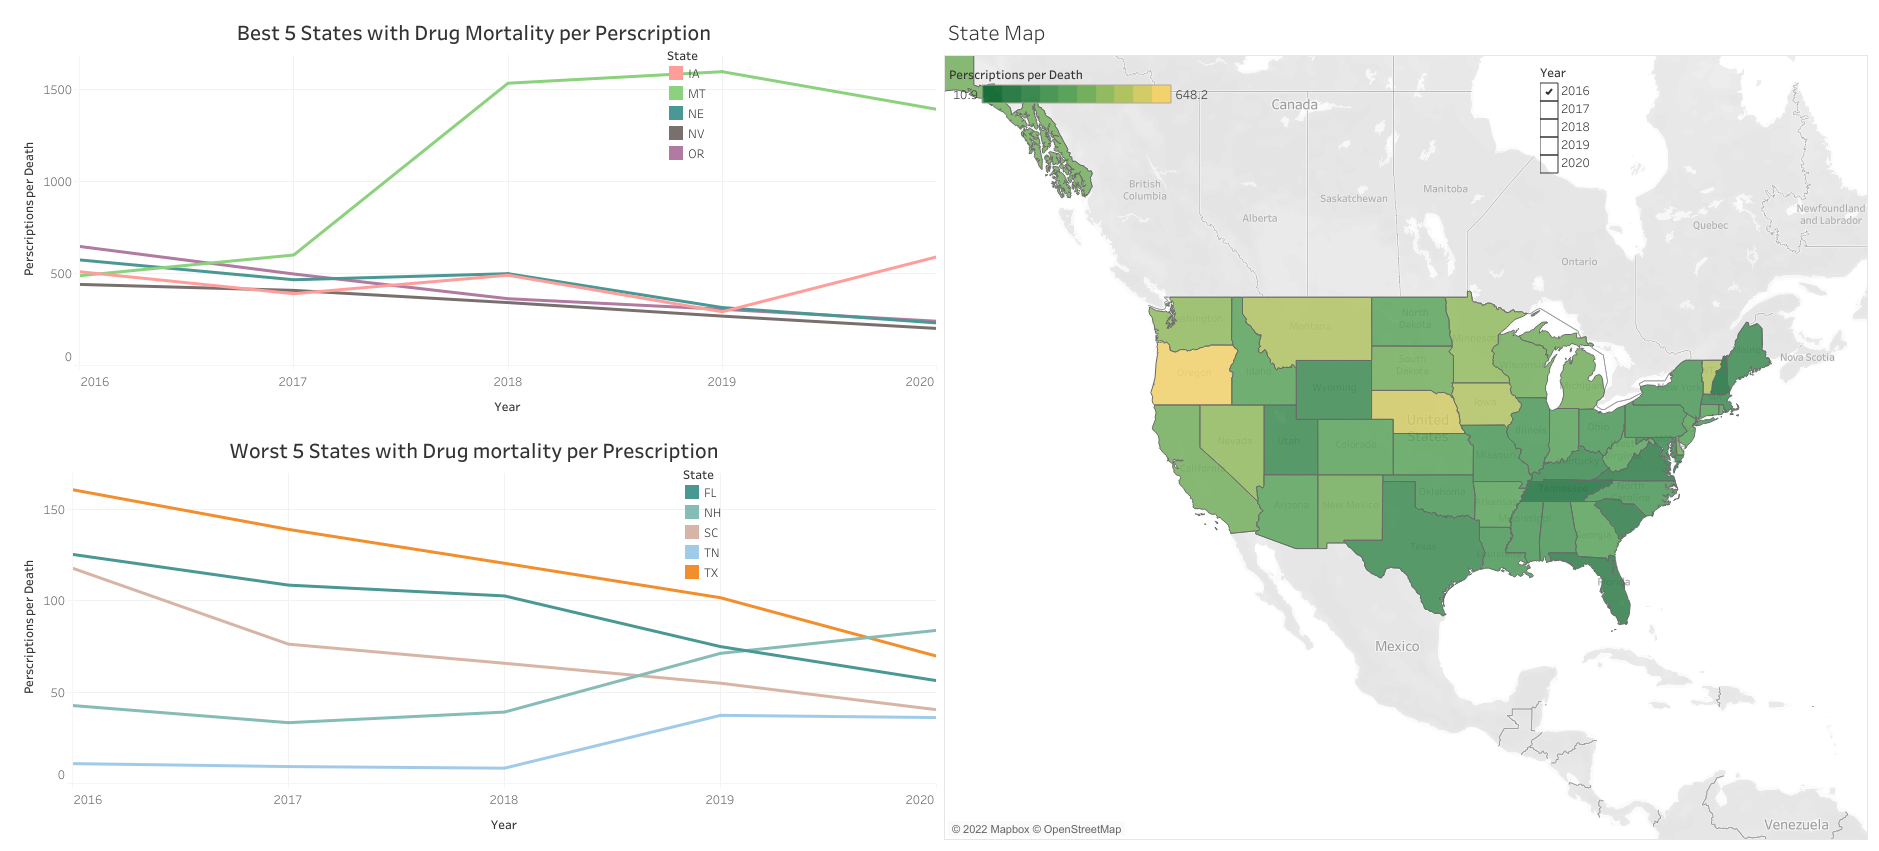 Best 5 States with Drug Mortality per Perscription
State
IA
MT
NE
NV
OR
1500
1000
500
0
Perscriptions per Death
2016
2017
2018
2019
2020
Year
Worst 5 States with Drug mortality per Prescription
State
FL
NH
SC
TN
TX
150
100
50
0
Perscriptions per Death
2016
2017
2018
2019
2020
Year
State Map
Perscriptions per Death
10.9
648.2
Year
2016
2017
2018
2019
2020
Canada
British
Columbia
Alberta
Saskatchewan
Manitoba
Ontario
Quebec
Newfoundland
and Labrador
Nova Scotia
Montana
North
Dakota
South
Dakota
Oregon
Idaho
Wyoming
Iowa
United
States
Nevada
Utah
Colorado
California
Arizona
New Mexico
Oklahoma
Texas
Illinois
Ohio
Tennessee
North
Mississippi
Georgia
Florida
Mexico
Venezuela
© 2022 Mapbox © OpenStreetMap